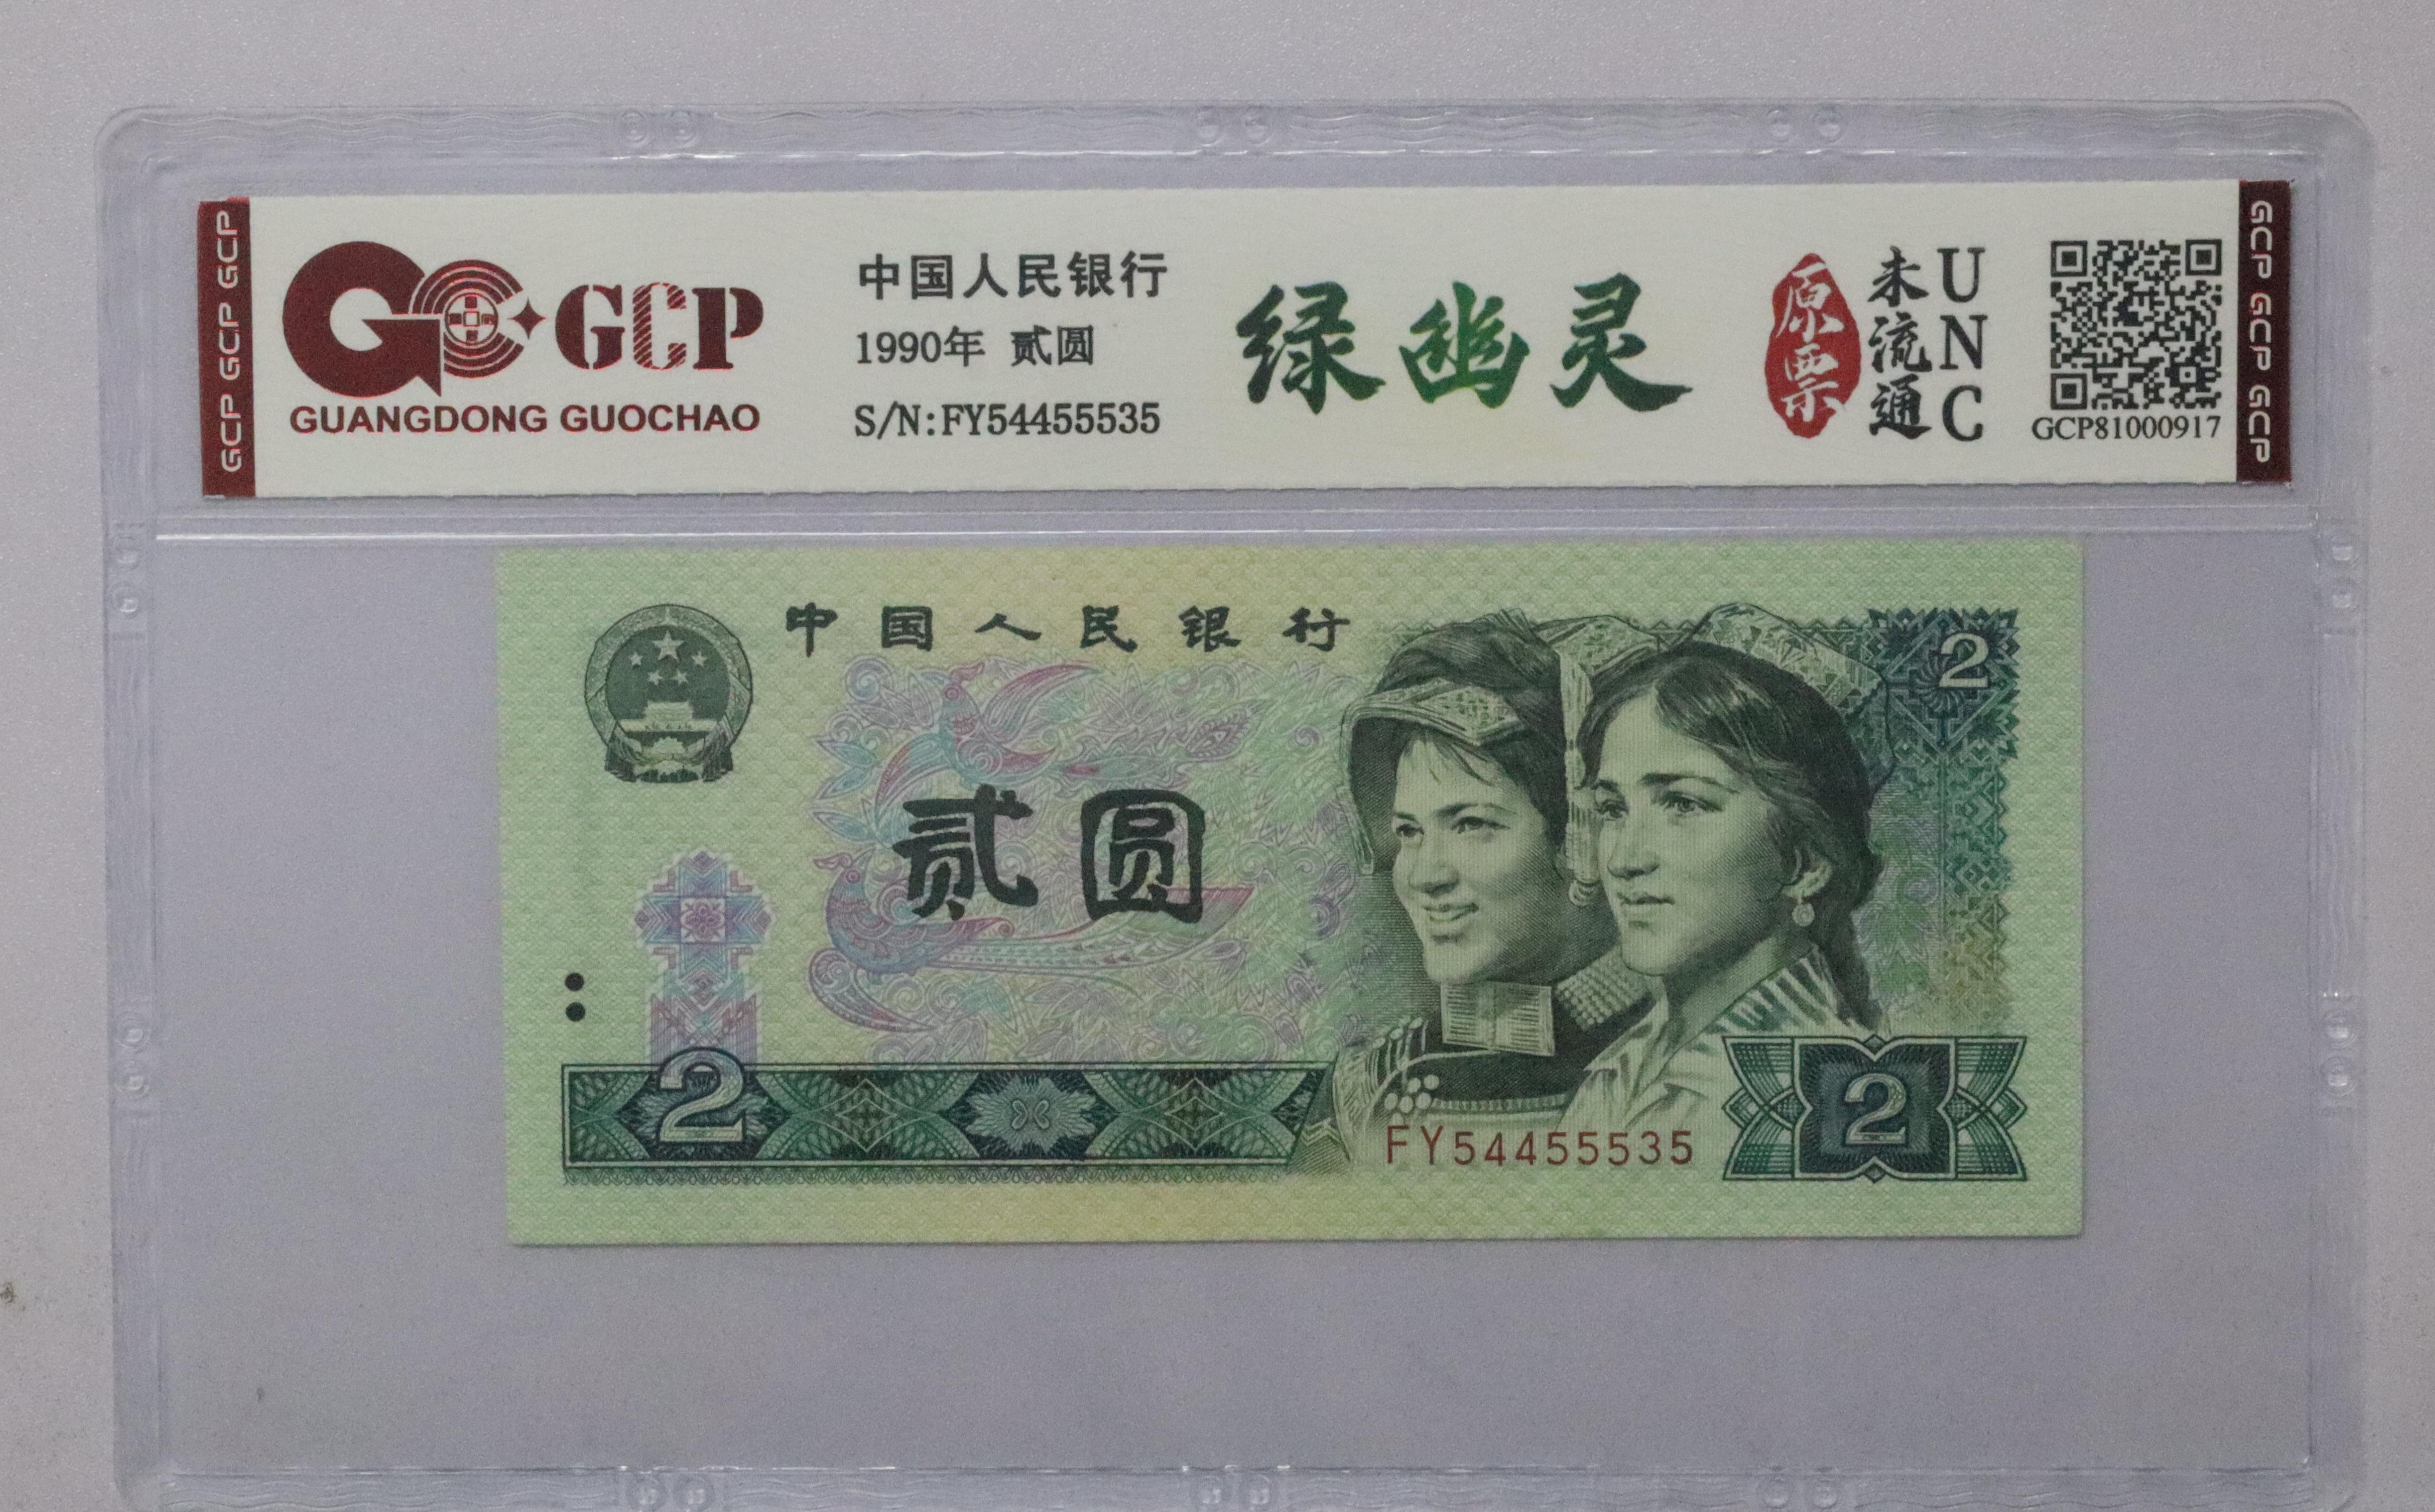 GCP GCP GCP
GCP
GUANGDONG GUOCHAO
中国人民银行
1990年 贰圆
S/N:FY54455535
绿幽灵
原票
未流通
UNC
GCP81000917
GCP GCP GCP
中国人民银行
2
贰圆
2
FY54455535
2